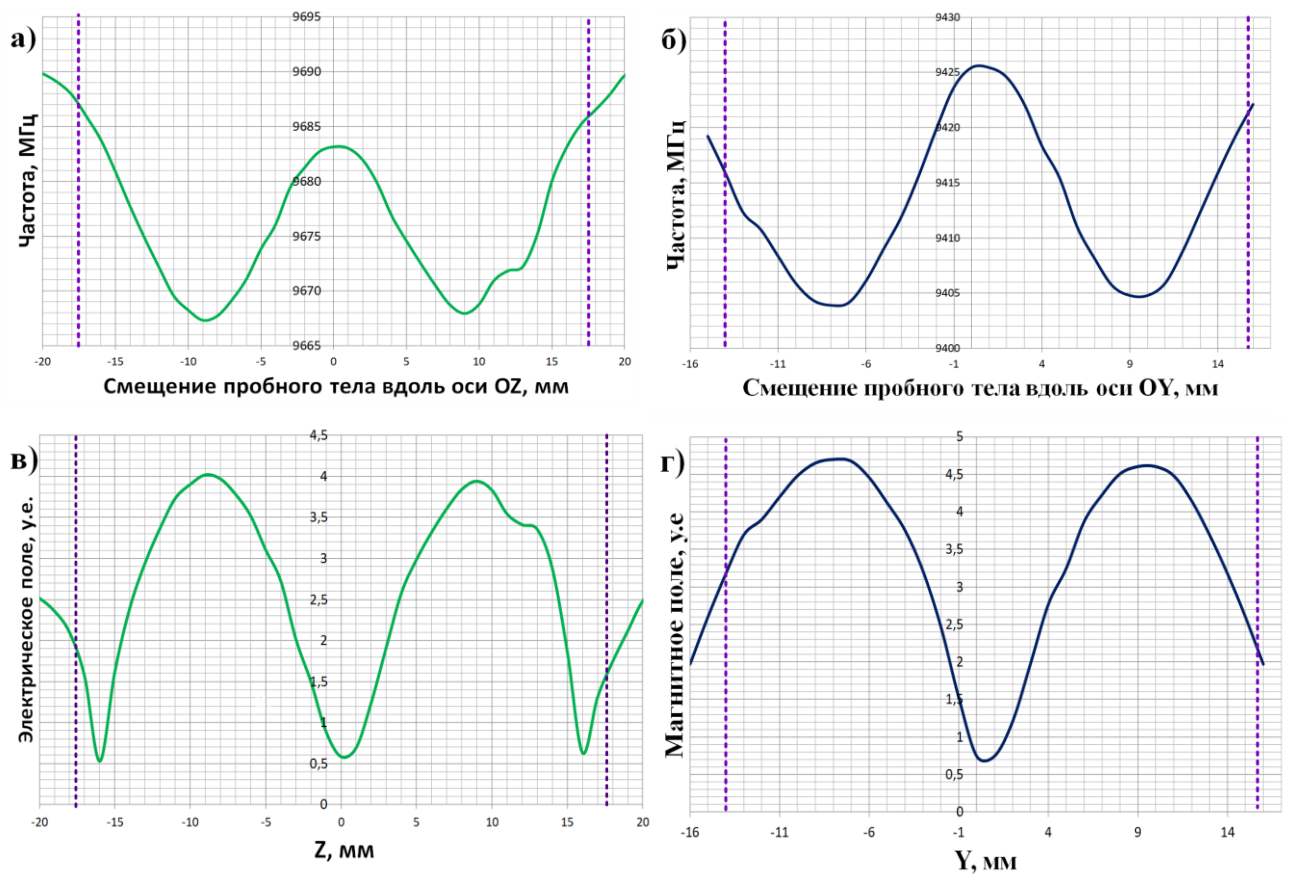 а)
Частота, МГц
9695
9690
9685
9680
9675
9670
9665
-20 -15 -10 -5 0 5 10 15 20
Смещение пробного тела вдоль оси OZ, мм
б)
Частота, МГц
9430
9425
9420
9415
9410
9405
9400
-16 -11 -6 -1 4 9 14
Смещение пробного тела вдоль оси OY, мм
в)
Электрическое поле, у.е.
4,5
4
3,5
3
2,5
2
1,5
1
0,5
0
-20 -15 -10 -5 0 5 10 15 20
Z, мм
г)
Магнитное поле, у.е
5
4,5
4
3,5
3
2,5
2
1,5
1
0,5
0
-16 -11 -6 -1 4 9 14
Y, мм